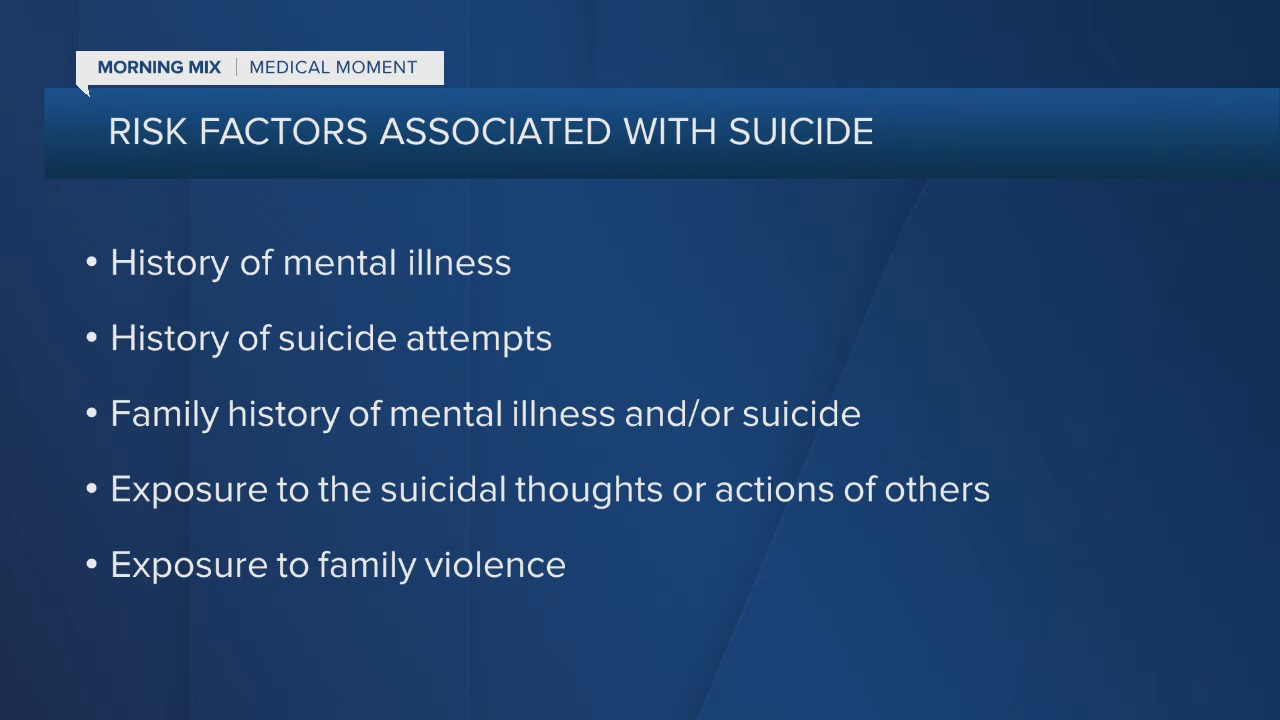 MORNING MIX | MEDICAL MOMENT
RISK FACTORS ASSOCIATED WITH SUICIDE
• History of mental illness
• History of suicide attempts
• Family history of mental illness and/or suicide
• Exposure to the suicidal thoughts or actions of others
• Exposure to family violence